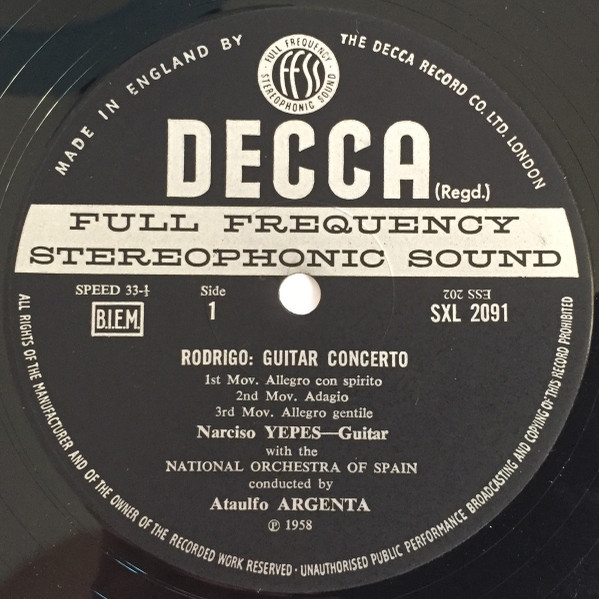 MADE IN ENGLAND BY
THE DECCA RECORD CO. LTD. LONDON
FULL FREQUENCY
ffss
STEREOPHONIC SOUND
DECCA (Regd.)
FULL FREQUENCY
STEREOPHONIC SOUND
SPEED 33-⅓
Side
ESS 202
B.I.E.M.
1
SXL 2091
RODRIGO: GUITAR CONCERTO
1st Mov. Allegro con spirito
2nd Mov. Adagio
3rd Mov. Allegro gentile
Narciso YEPES—Guitar
with the
NATIONAL ORCHESTRA OF SPAIN
conducted by
Ataulfo ARGENTA
Ⓟ 1958
ALL RIGHTS OF THE MANUFACTURER AND OF THE OWNER OF THE RECORDED WORK RESERVED · UNAUTHORISED PUBLIC PERFORMANCE BROADCASTING AND COPYING OF THIS RECORD PROHIBITED